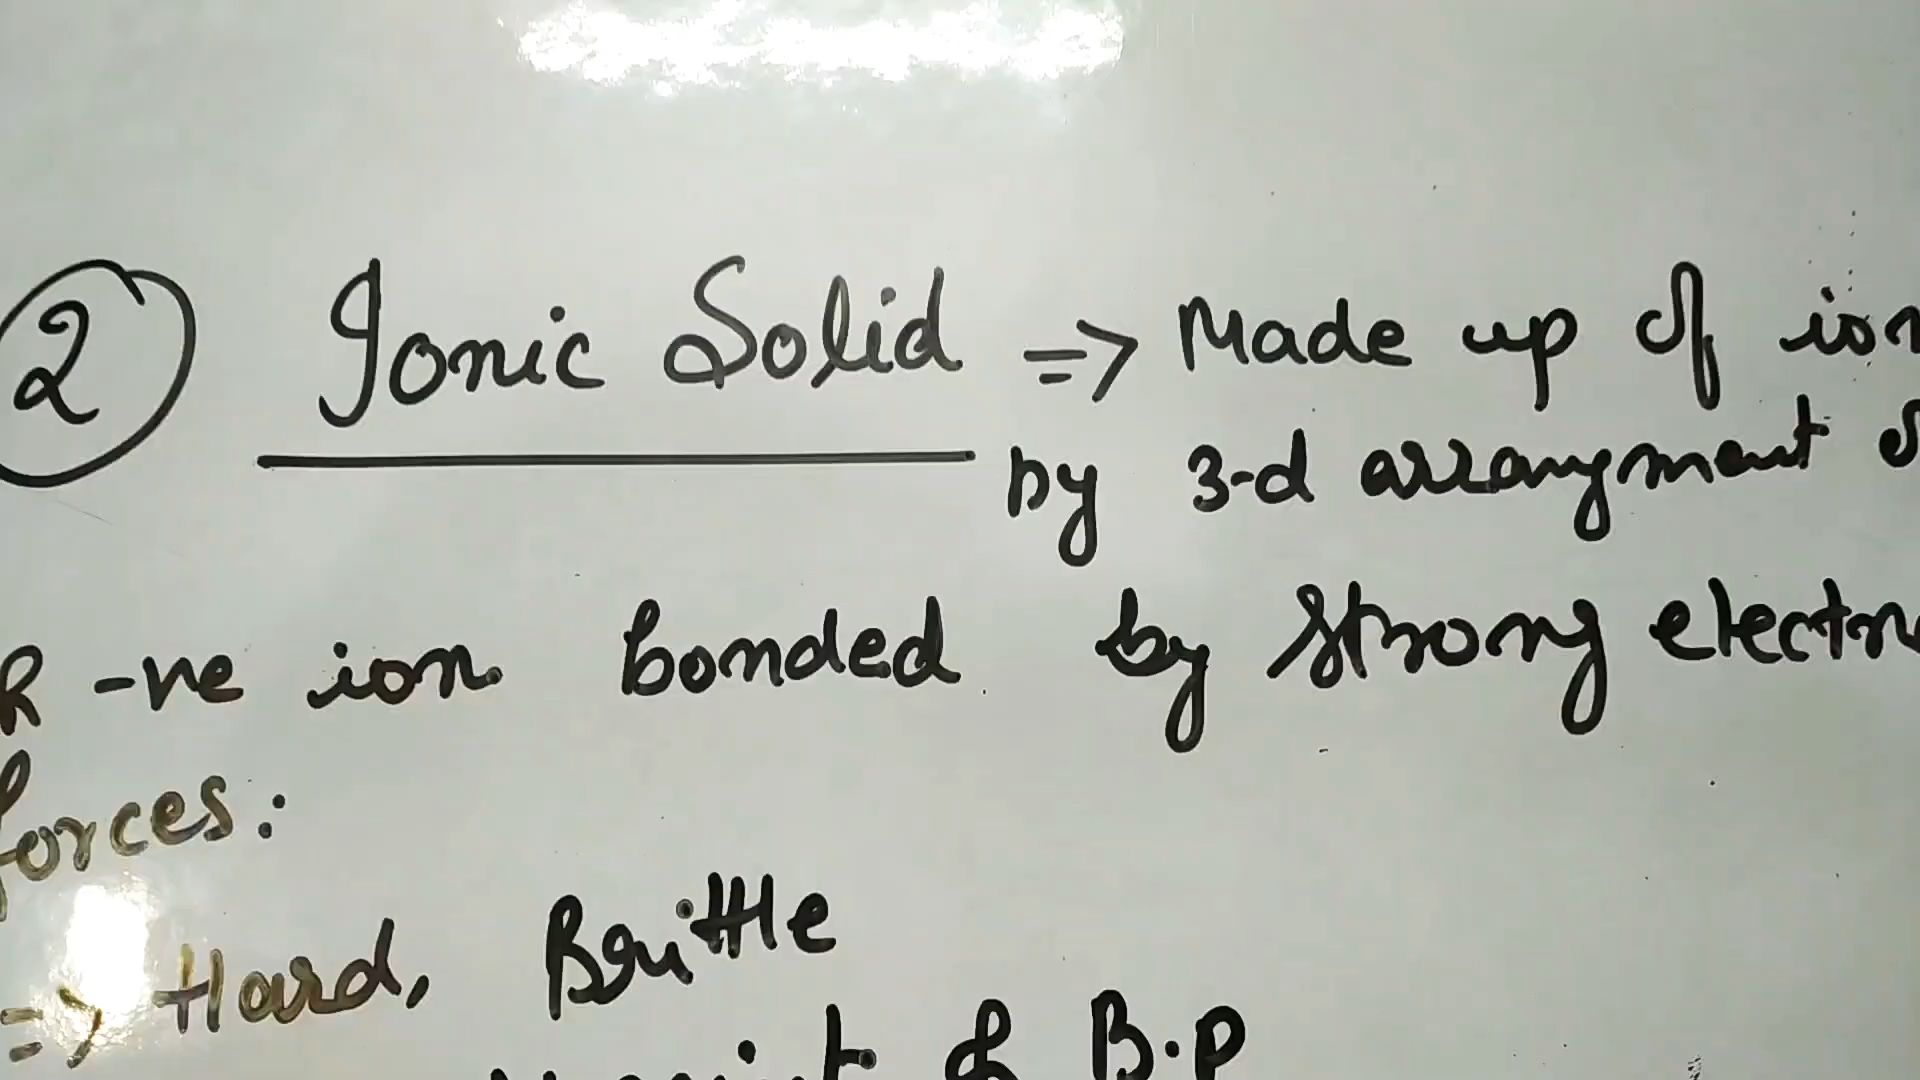 ② Ionic Solid => Made up of ion
by 3-d arrangment of
& -ve ion bonded by strong electro
forces:
=> Hard, Brittle
& B.P